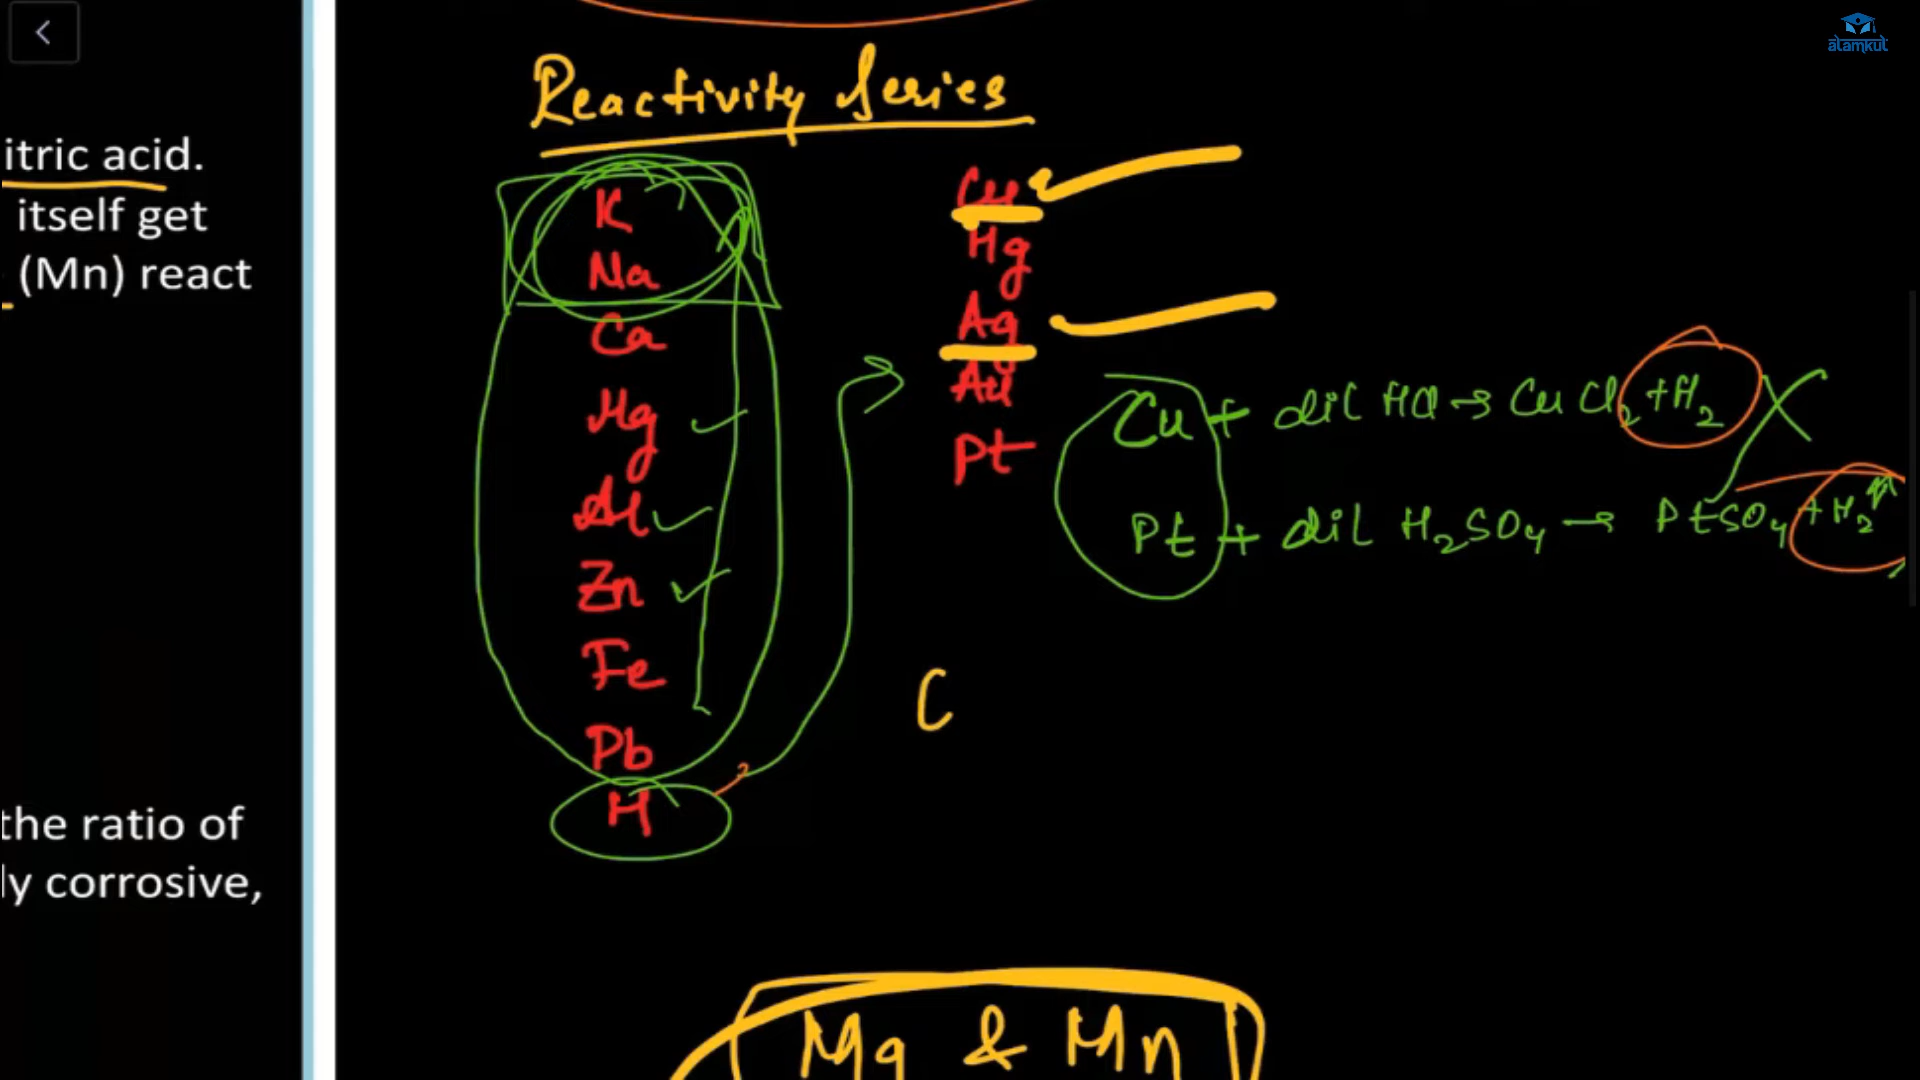 alamkut
itric acid.
itself get
(Mn) react
the ratio of
ly corrosive,
Reactivity Series
K
Na
Ca
Mg
Al
Zn
Fe
Pb
H
Cu
Hg
Ag
Au
Pt
Cu + dil HCl → CuCl2 + H2
Pt + dil H2SO4 → PtSO4 + H2↑
C
Mg & Mn